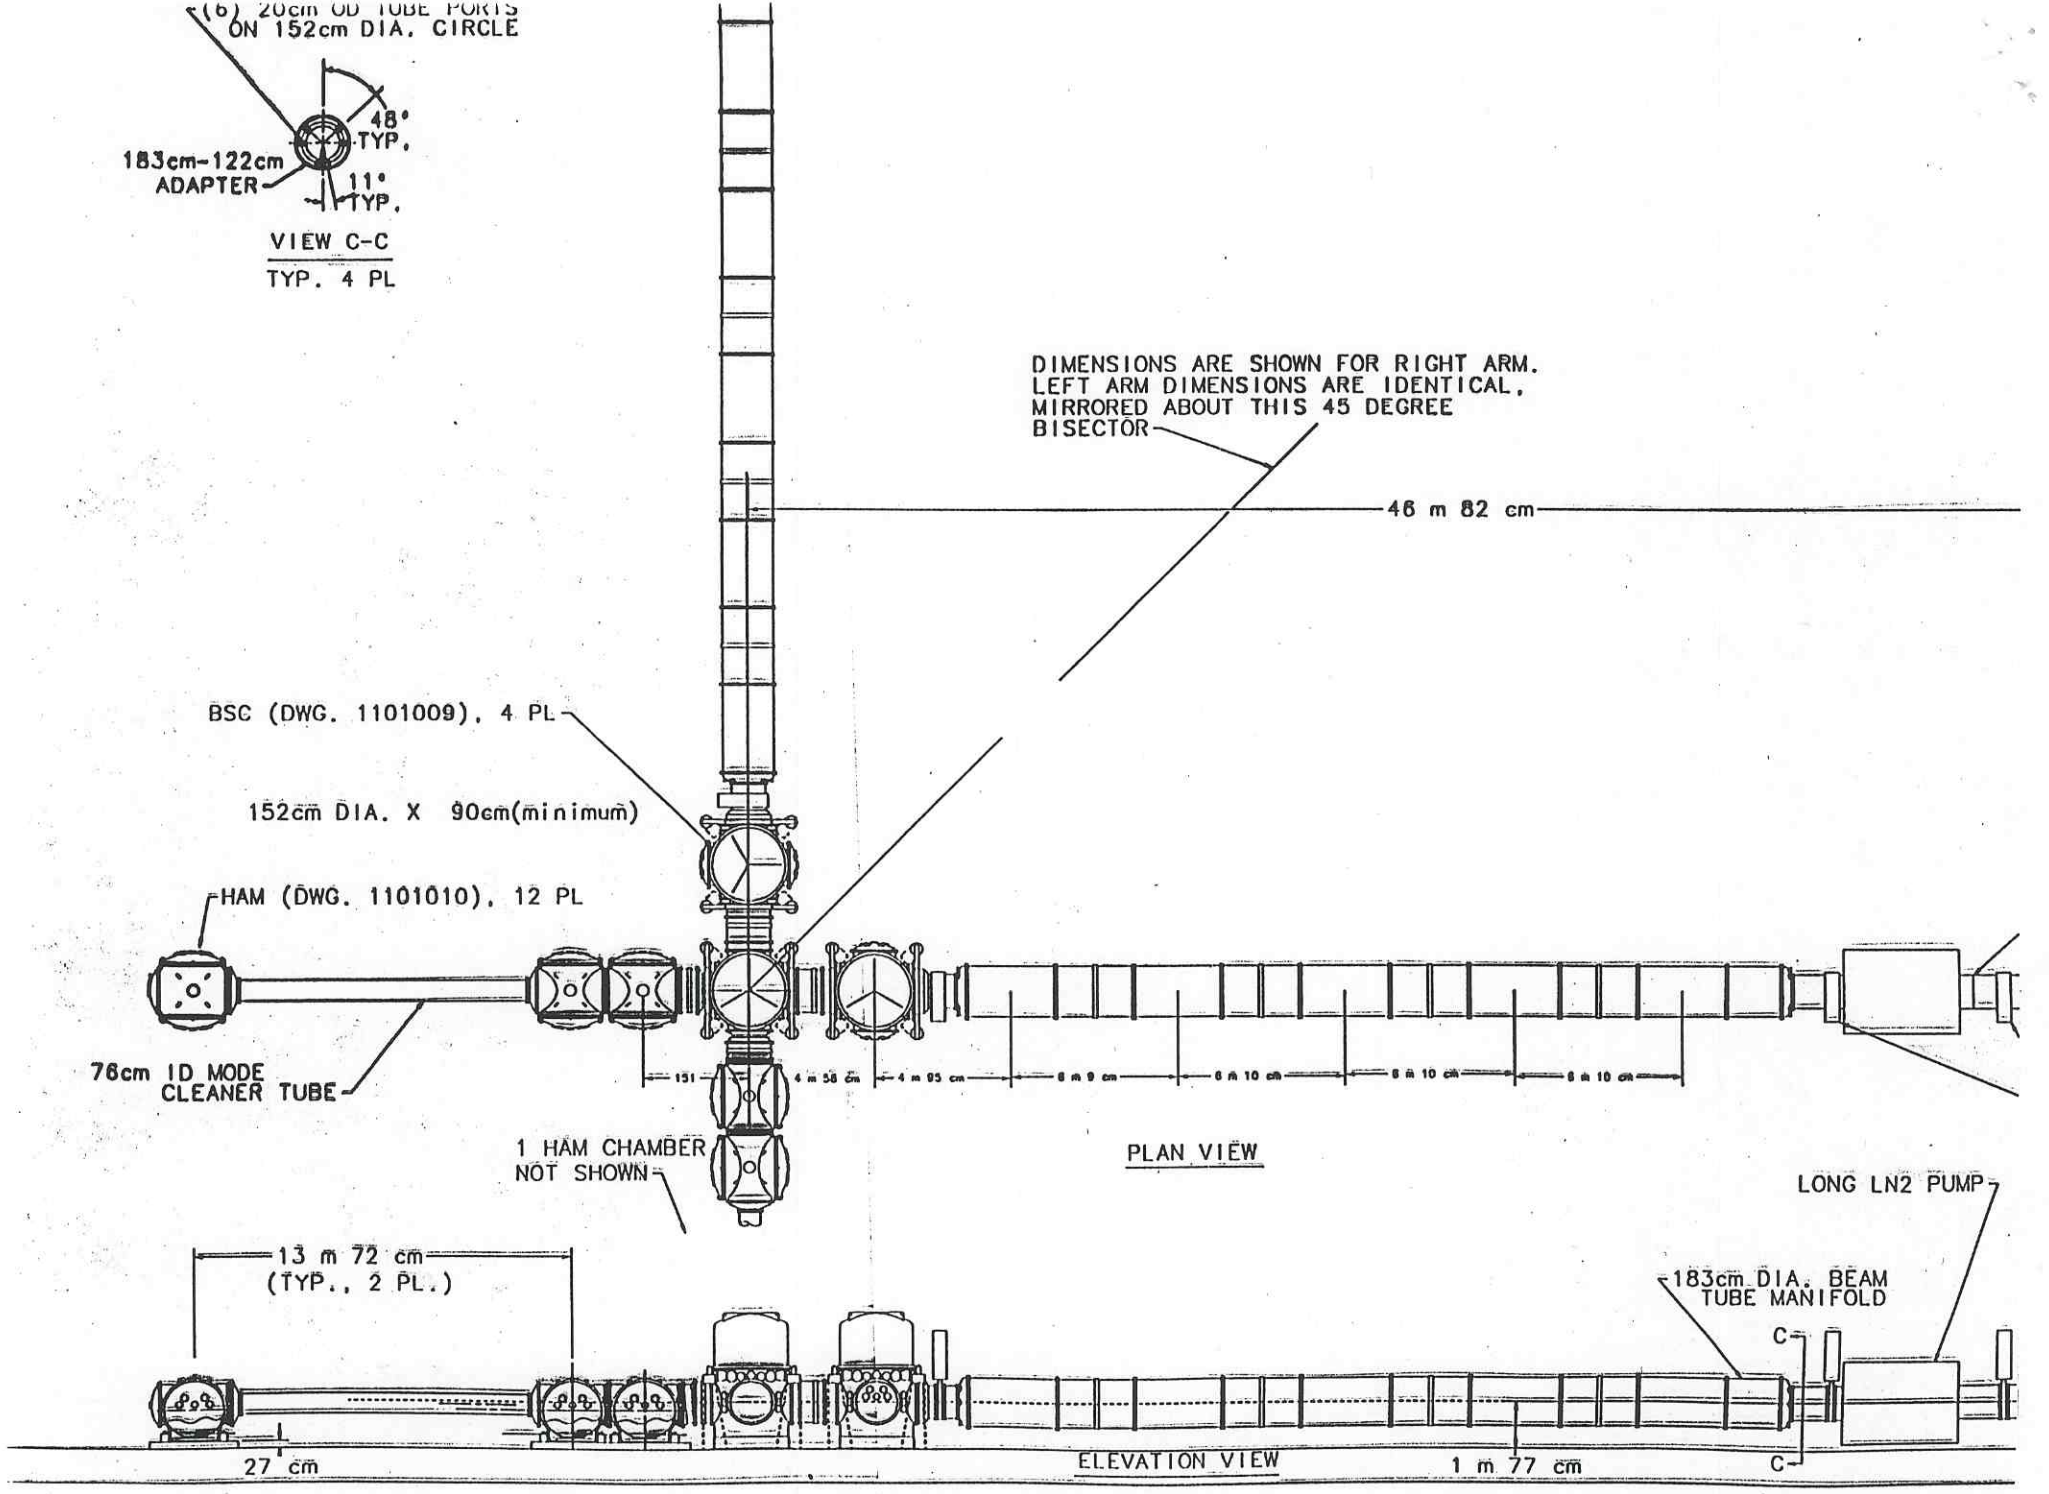 (6) 20cm OD TUBE PORTS
ON 152cm DIA. CIRCLE
48°
TYP.
183cm-122cm
ADAPTER
11°
TYP.
VIEW C-C
TYP. 4 PL
DIMENSIONS ARE SHOWN FOR RIGHT ARM.
LEFT ARM DIMENSIONS ARE IDENTICAL,
MIRRORED ABOUT THIS 45 DEGREE
BISECTOR
46 m 82 cm
BSC (DWG. 1101009), 4 PL
152cm DIA. X 90cm(minimum)
HAM (DWG. 1101010), 12 PL
76cm ID MODE
CLEANER TUBE
151
4 m 58 cm
4 m 95 cm
6 m 9 cm
6 m 10 cm
6 m 10 cm
6 m 10 cm
1 HAM CHAMBER
NOT SHOWN
PLAN VIEW
LONG LN2 PUMP
13 m 72 cm
(TYP., 2 PL.)
183cm DIA. BEAM
TUBE MANIFOLD
C
27 cm
ELEVATION VIEW
1 m 77 cm
C